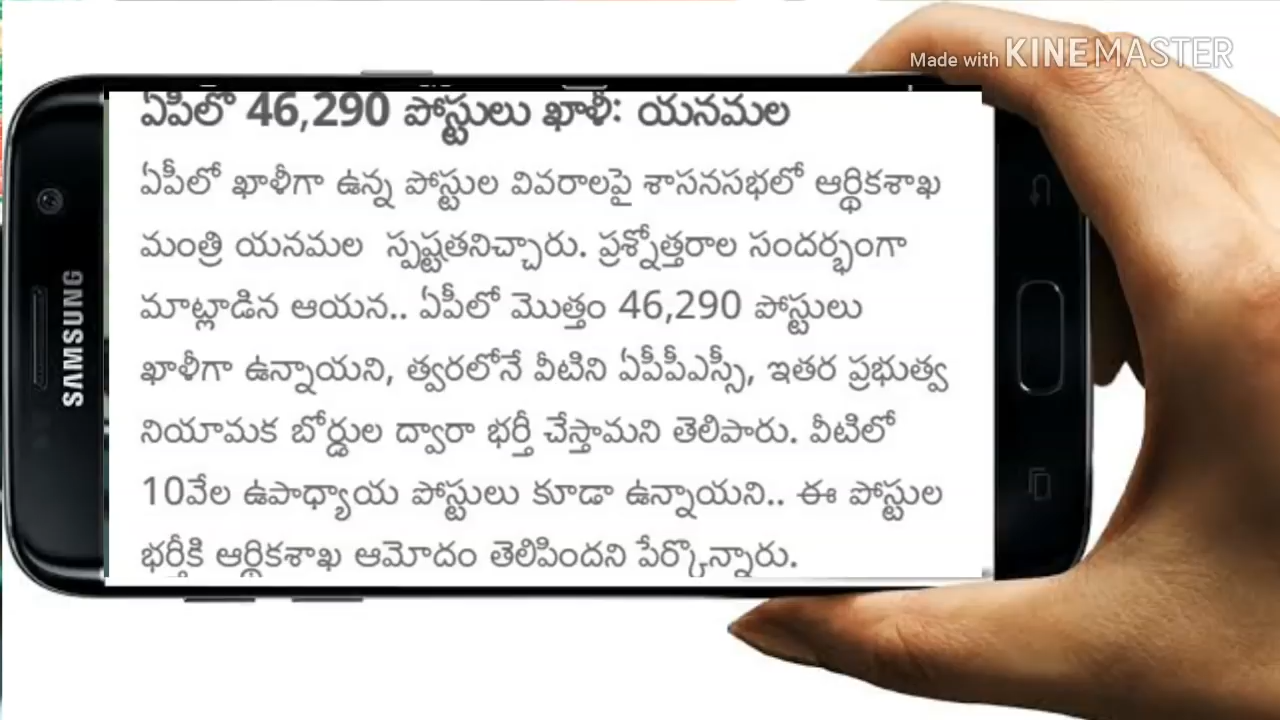 Made with KINEMASTER
ఏపీలో 46,290 పోస్టులు ఖాళీ: యనమల
ఏపీలో ఖాళీగా ఉన్న పోస్టుల వివరాలపై శాసనసభలో ఆర్థికశాఖ
మంత్రి యనమల స్పష్టతనిచ్చారు. ప్రశ్నోత్తరాల సందర్భంగా
మాట్లాడిన ఆయన.. ఏపీలో మొత్తం 46,290 పోస్టులు
ఖాళీగా ఉన్నాయని, త్వరలోనే వీటిని ఏపీపీఎస్సీ, ఇతర ప్రభుత్వ
నియామక బోర్డుల ద్వారా భర్తీ చేస్తామని తెలిపారు. వీటిలో
10వేల ఉపాధ్యాయ పోస్టులు కూడా ఉన్నాయని.. ఈ పోస్టుల
భర్తీకి ఆర్థికశాఖ ఆమోదం తెలిపిందని పేర్కొన్నారు.
SAMSUNG